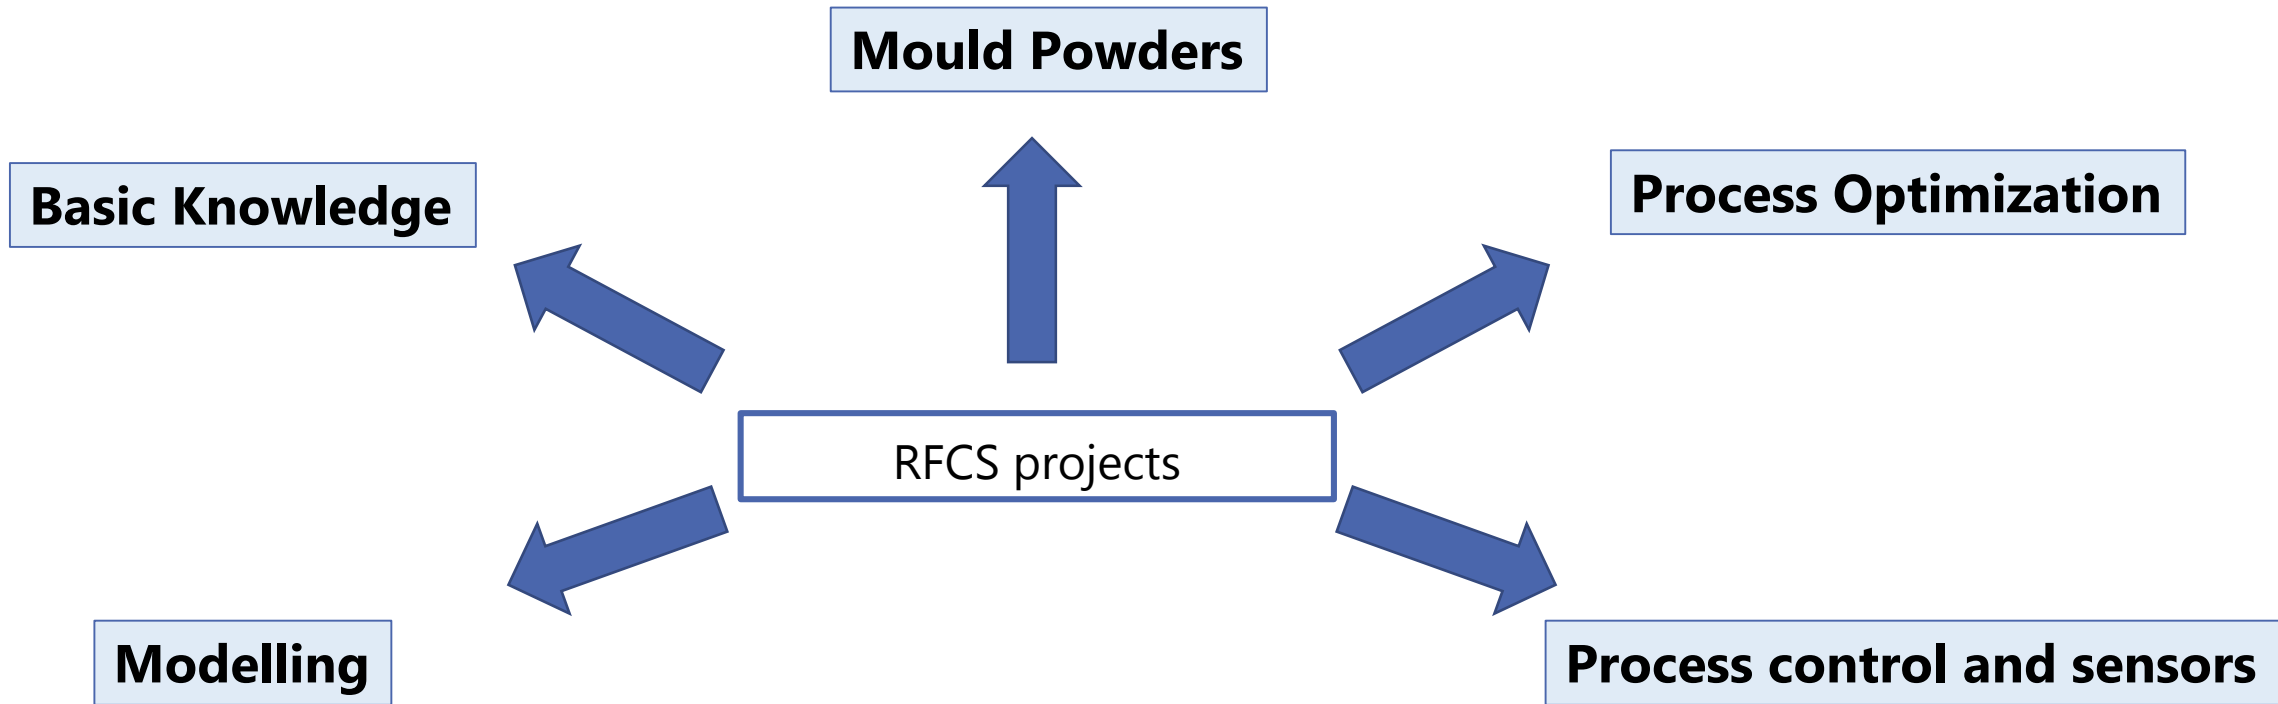 Mould Powders
Basic Knowledge
Process Optimization
RFCS projects
Modelling
Process control and sensors